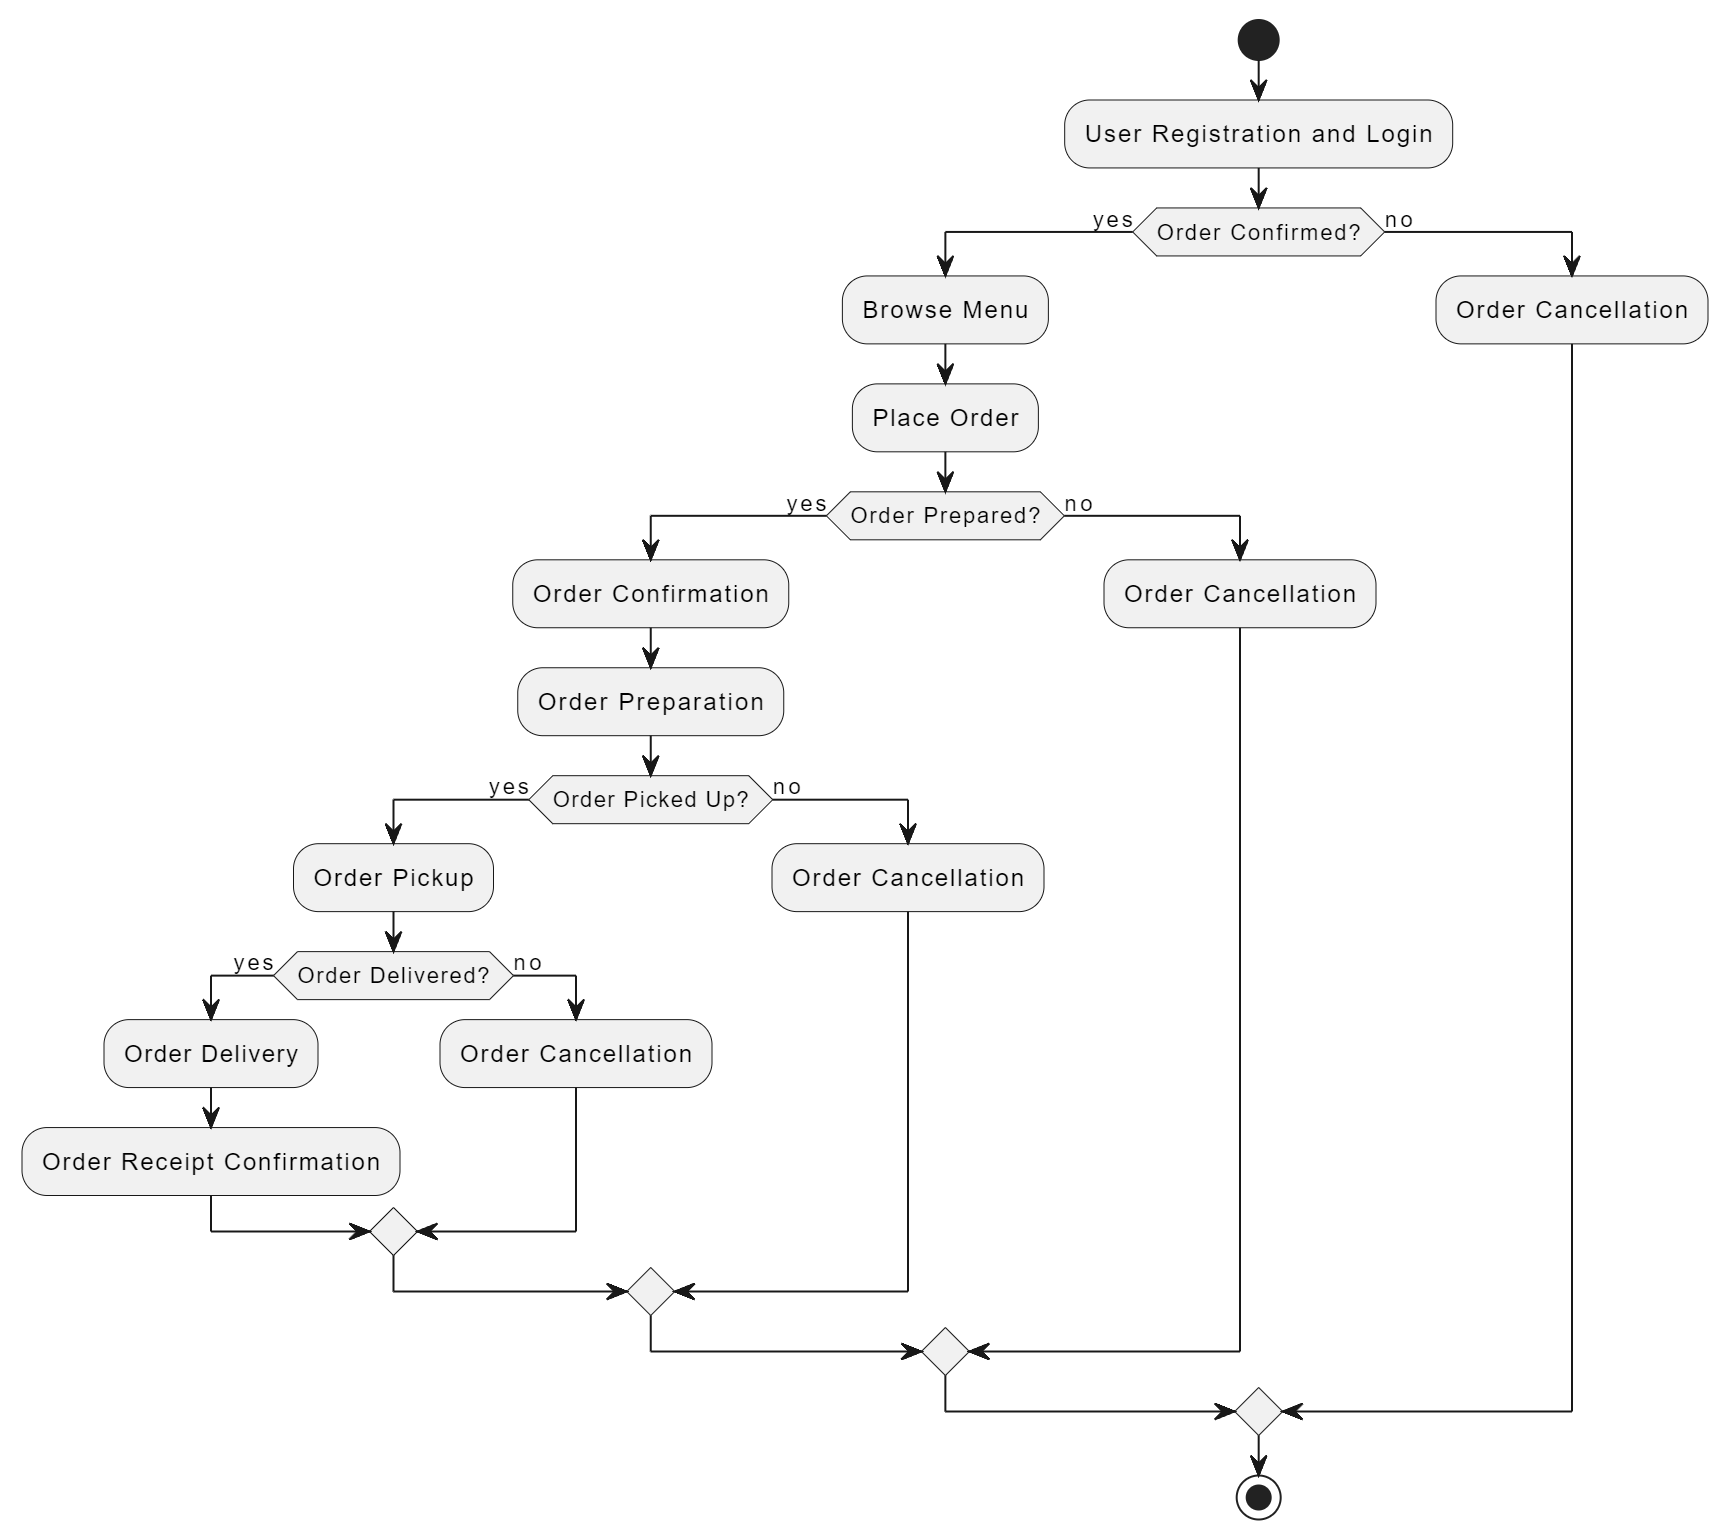 User Registration and Login
yes
Order Confirmed?
no
Browse Menu
Order Cancellation
Place Order
yes
Order Prepared?
no
Order Confirmation
Order Cancellation
Order Preparation
yes
Order Picked Up?
no
Order Pickup
Order Cancellation
yes
Order Delivered?
no
Order Delivery
Order Cancellation
Order Receipt Confirmation